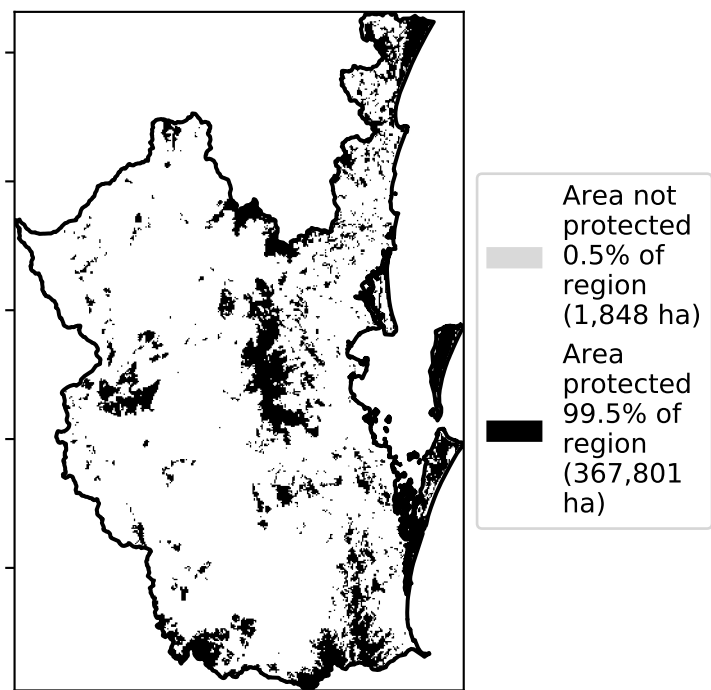 Area not
protected
0.5% of
region
(1,848 ha)
Area
protected
99.5% of
region
(367,801
ha)